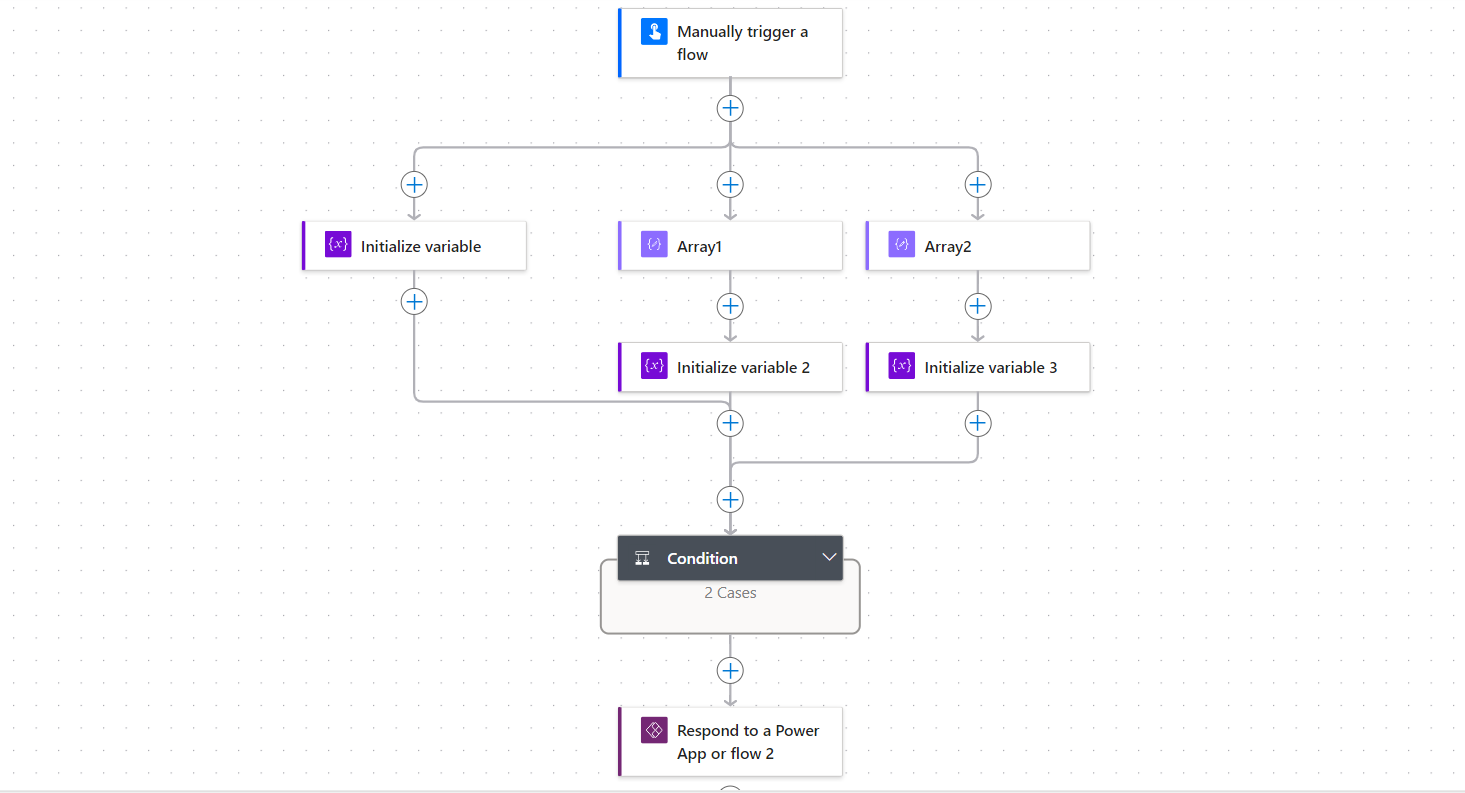 Manually trigger a
flow
Initialize variable
Array1
Array2
Initialize variable 2
Initialize variable 3
Condition
2 Cases
Respond to a Power
App or flow 2